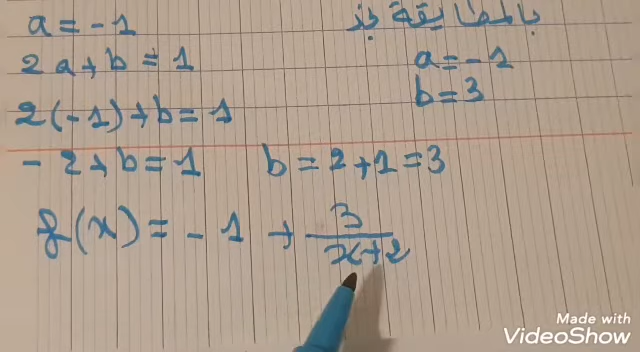 a = -1 بالمطابقة نجد
2a + b = 1 a = -1
b = 3
2(-1) + b = 1
-2 + b = 1 b = 2 + 1 = 3
f(x) = -1 + 3/(x+2)
Made with
VideoShow